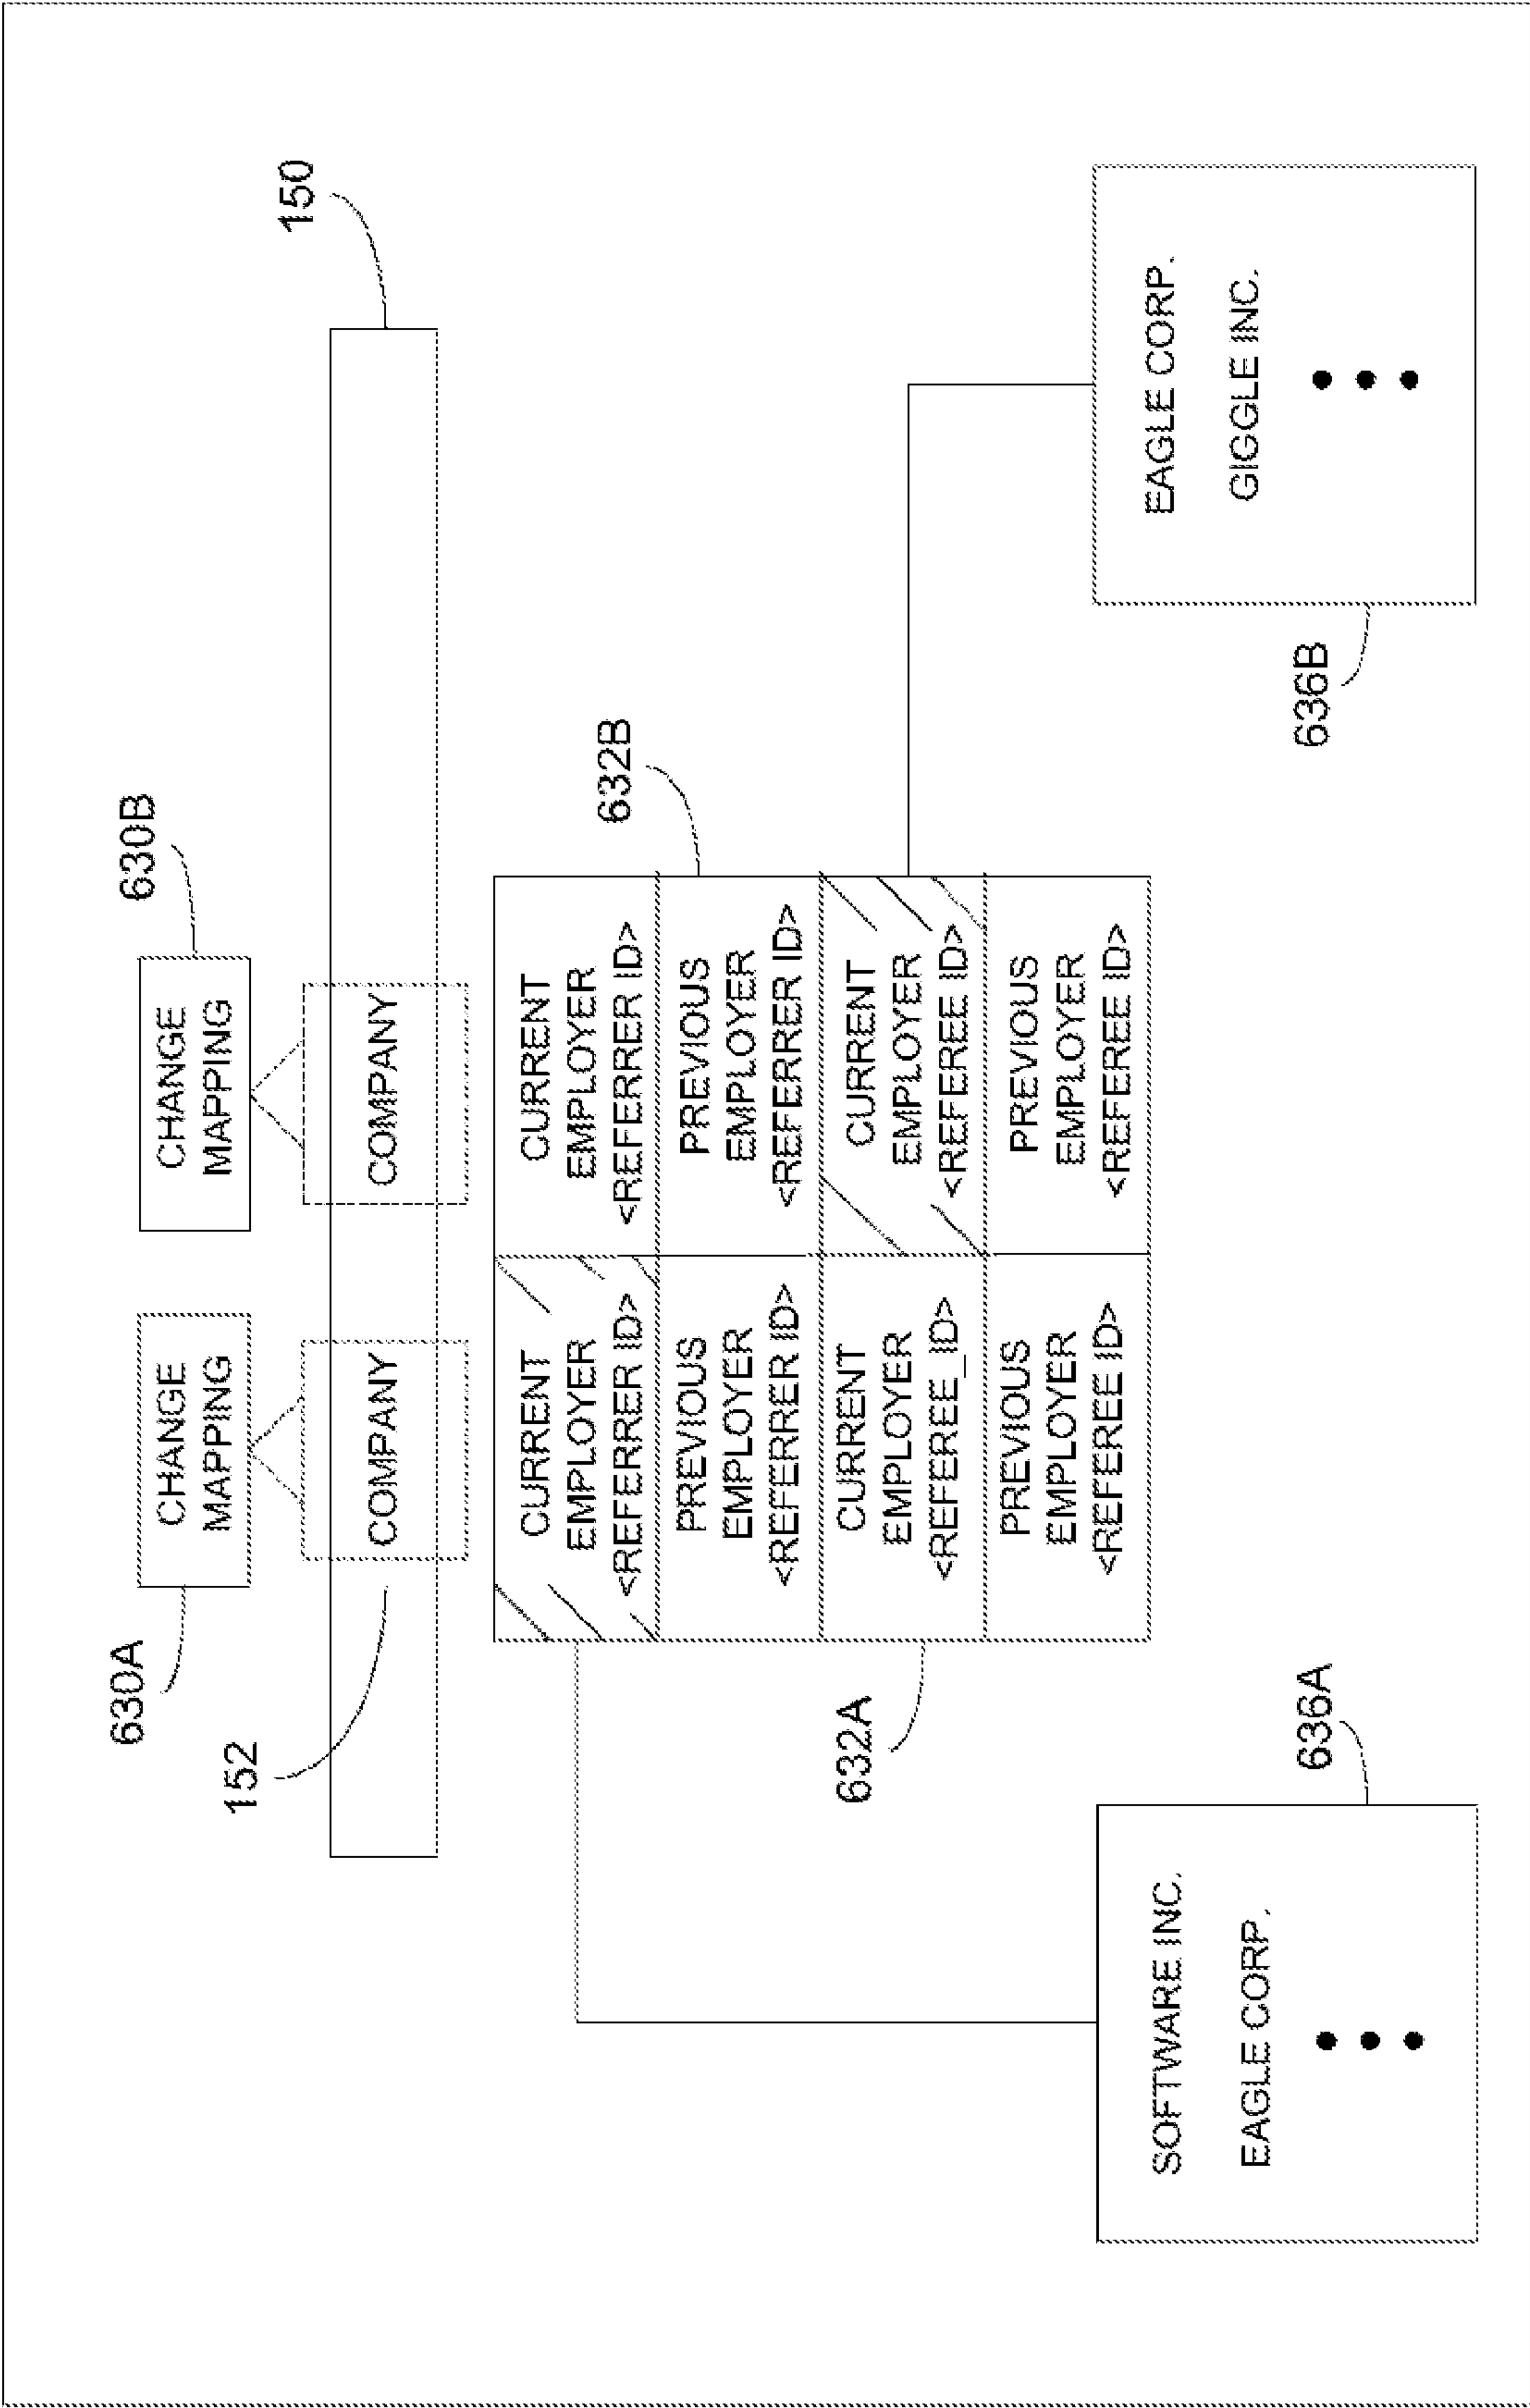 630A
CHANGE
MAPPING
630B
CHANGE
MAPPING
152
COMPANY
COMPANY
150
CURRENT
EMPLOYER
<REFERRER ID>
PREVIOUS
EMPLOYER
<REFERRER ID>
CURRENT
EMPLOYER
<REFEREE_ID>
PREVIOUS
EMPLOYER
<REFEREE ID>
632A
CURRENT
EMPLOYER
<REFERRER ID>
PREVIOUS
EMPLOYER
<REFERRER ID>
CURRENT
EMPLOYER
<REFEREE ID>
PREVIOUS
EMPLOYER
<REFEREE ID>
632B
SOFTWARE INC.
EAGLE CORP.
636A
EAGLE CORP.
GIGGLE INC.
636B